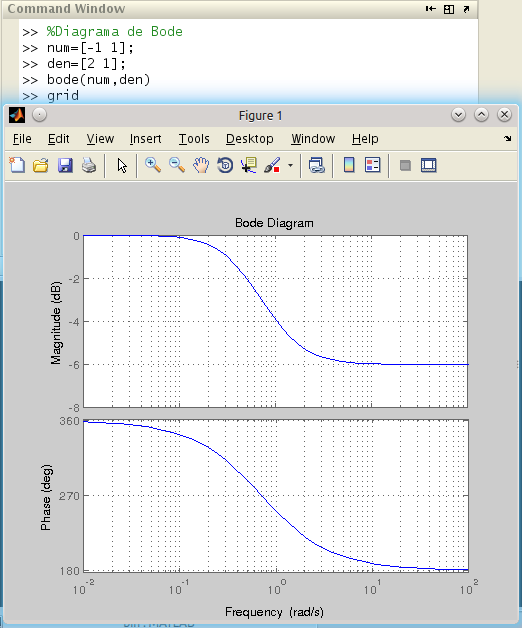 Command Window
>> %Diagrama de Bode
>> num=[-1 1];
>> den=[2 1];
>> bode(num,den)
>> grid
Figure 1
File Edit View Insert Tools Desktop Window Help
Bode Diagram
0
-2
-4
-6
-8
Magnitude (dB)
360
270
180
Phase (deg)
10^-2 10^-1 10^0 10^1 10^2
Frequency (rad/s)